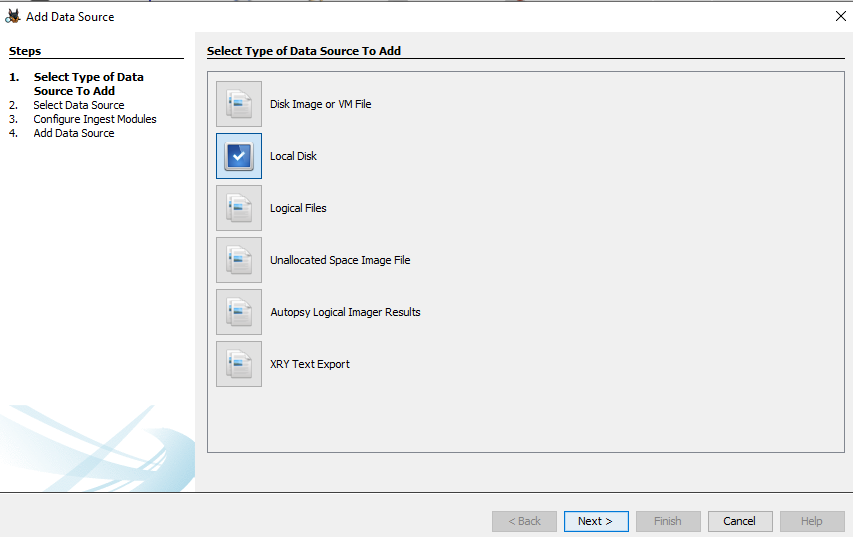 Add Data Source
Steps
1. Select Type of Data
Source To Add
2. Select Data Source
3. Configure Ingest Modules
4. Add Data Source
Select Type of Data Source To Add
Disk Image or VM File
Local Disk
Logical Files
Unallocated Space Image File
Autopsy Logical Imager Results
XRY Text Export
< Back
Next >
Finish
Cancel
Help